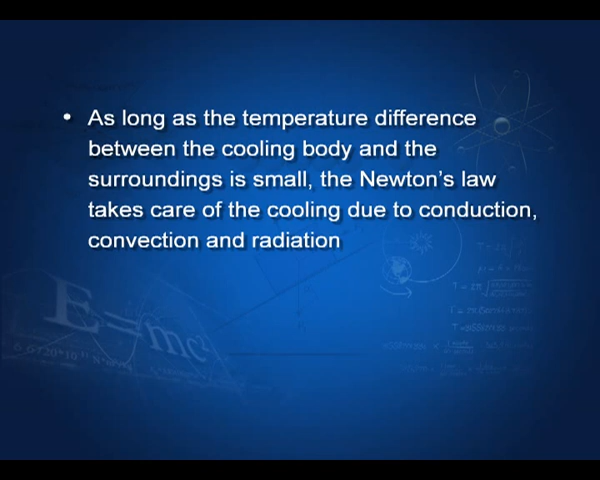 • As long as the temperature difference
between the cooling body and the
surroundings is small, the Newton's law
takes care of the cooling due to conduction,
convection and radiation
E=mc²